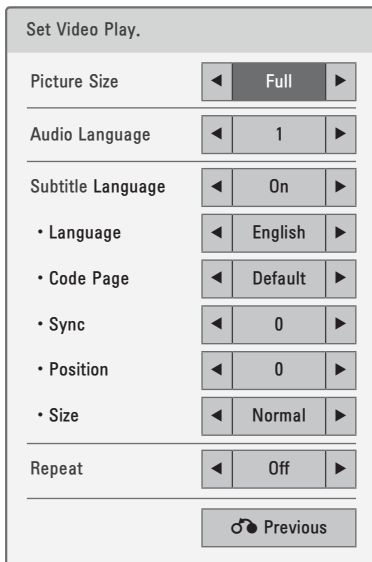 Set Video Play.
Picture Size ◀ Full ▶
Audio Language ◀ 1 ▶
Subtitle Language ◀ On ▶
• Language ◀ English ▶
• Code Page ◀ Default ▶
• Sync ◀ 0 ▶
• Position ◀ 0 ▶
• Size ◀ Normal ▶
Repeat ◀ Off ▶
Previous